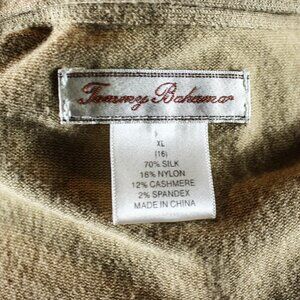 Tommy Bahama
XL
(16)
70% SILK
16% NYLON
12% CASHMERE
2% SPANDEX
MADE IN CHINA